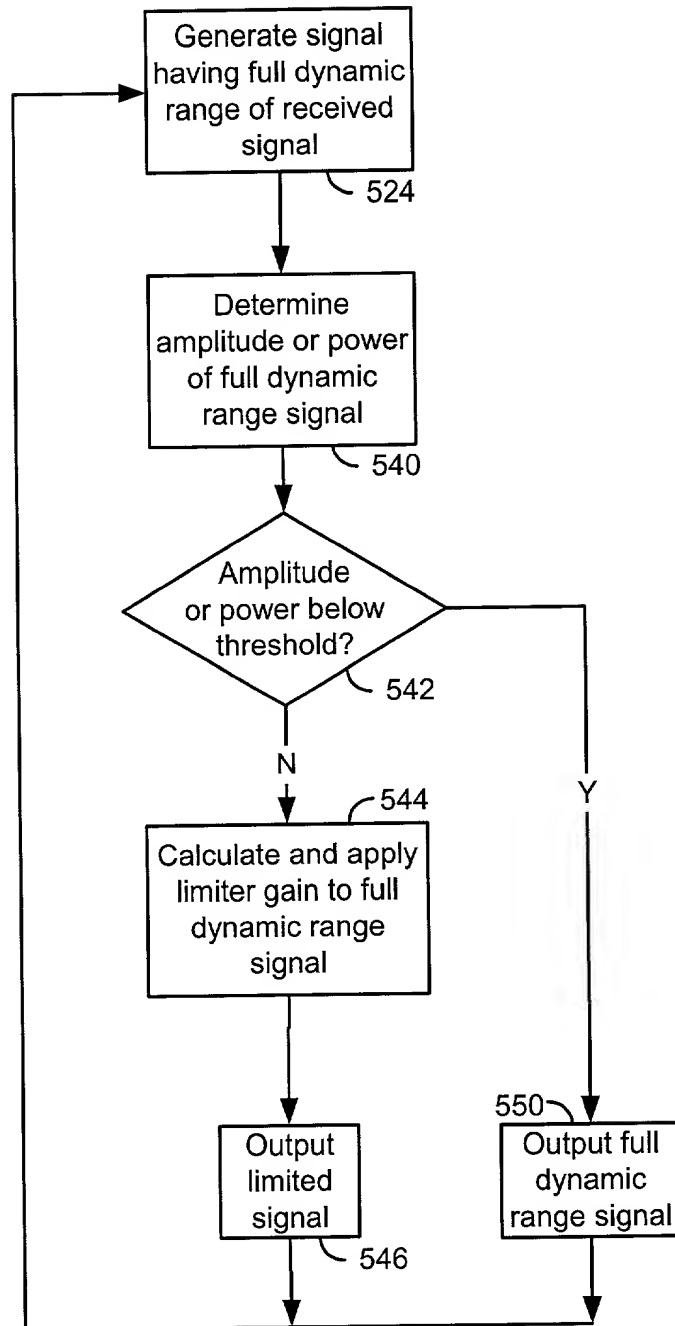 Generate signal
having full dynamic
range of received
signal
524
Determine
amplitude or power
of full dynamic
range signal
540
Amplitude
or power below
threshold?
542
N
Y
544
Calculate and apply
limiter gain to full
dynamic range
signal
550
Output
limited
signal
546
Output full
dynamic
range signal